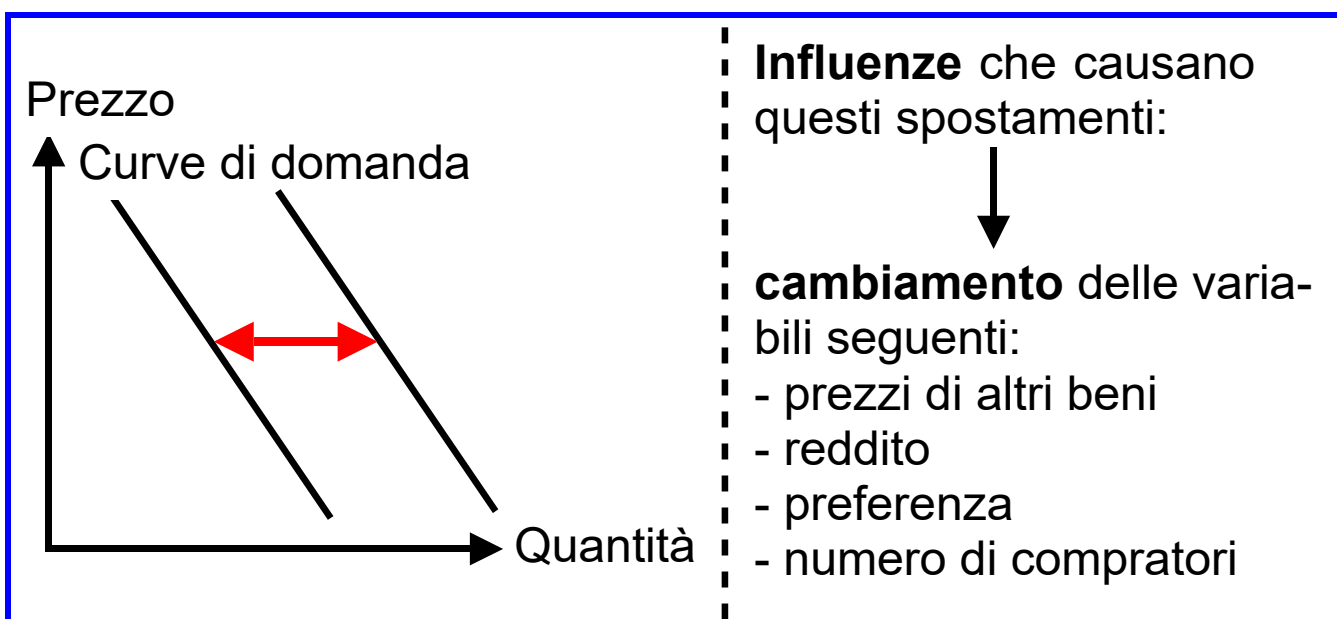 Prezzo
Curve di domanda
Quantità
Influenze che causano
questi spostamenti:
cambiamento delle varia-
bili seguenti:
- prezzi di altri beni
- reddito
- preferenza
- numero di compratori